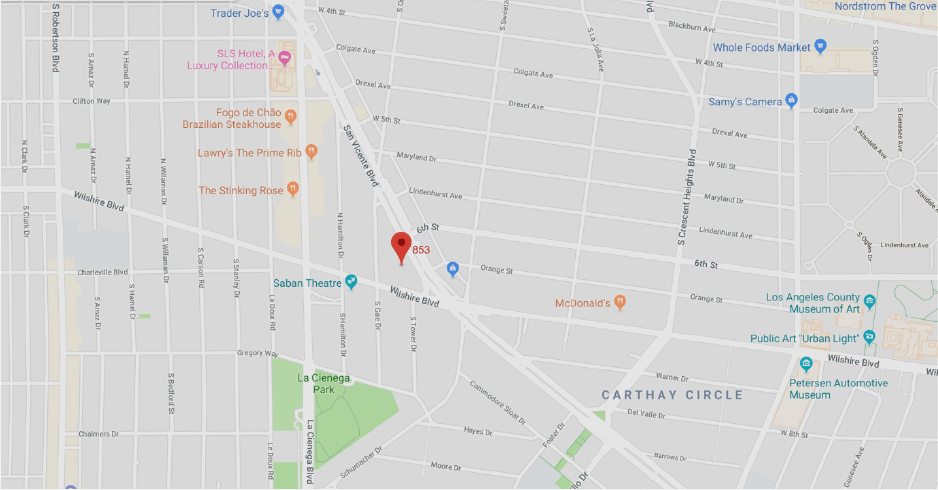 Trader Joe's
W 4th St
S Robertson Blvd
Nordstrom The Grove
Blackburn Ave
S La Jolla Ave
Whole Foods Market
S Ogden Dr
W 4th St
Colgate Ave
SLS Hotel, A
Luxury Collection...
S Arnaz Dr
N Hamel Dr
Colgate Ave
Drexel Ave
Clifton Way
Drexel Ave
Samy's Camera
Colgate Ave
S Genesee Ave
Fogo de Chão
Brazilian Steakhouse
W 5th St
Drexel Ave
S Alandele Ave
San Vicente Blvd
N Clark Dr
N Arnaz Dr
N Hamel Dr
N Willaman Dr
Lawry's The Prime Rib
Maryland Dr
W 5th St
S Crescent Heights Blvd
The Stinking Rose
Lindenhurst Ave
Maryland Dr
Wilshire Blvd
S Clark Dr
N Hamilton Dr
6th St
Lindenhurst Ave
S Ogden Dr
Lindenhurst Ave
853
S Willaman Dr
S Carson Rd
S Stanley Dr
Charleville Blvd
Orange St
6th St
Saban Theatre
Wilshire Blvd
Orange St
McDonald's
Los Angeles County
Museum of Art
S Arnaz Dr
S Hamel Dr
Le Doux Rd
S Hamilton Dr
S Gale Dr
S Tower Dr
Public Art "Urban Light"
Wilshire Blvd
Gregory Way
La Cienega
Park
S Bedford St
Warner Dr
Petersen Automotive
Museum
CARTHAY CIRCLE
Commodore Sloat Dr
Del Valle Dr
Chalmers Dr
La Cienega Blvd
Le Doux Rd
Hayes Dr
Foster Dr
W 8th St
Schumacher Dr
Moore Dr
Barrows Dr
Genesee Ave